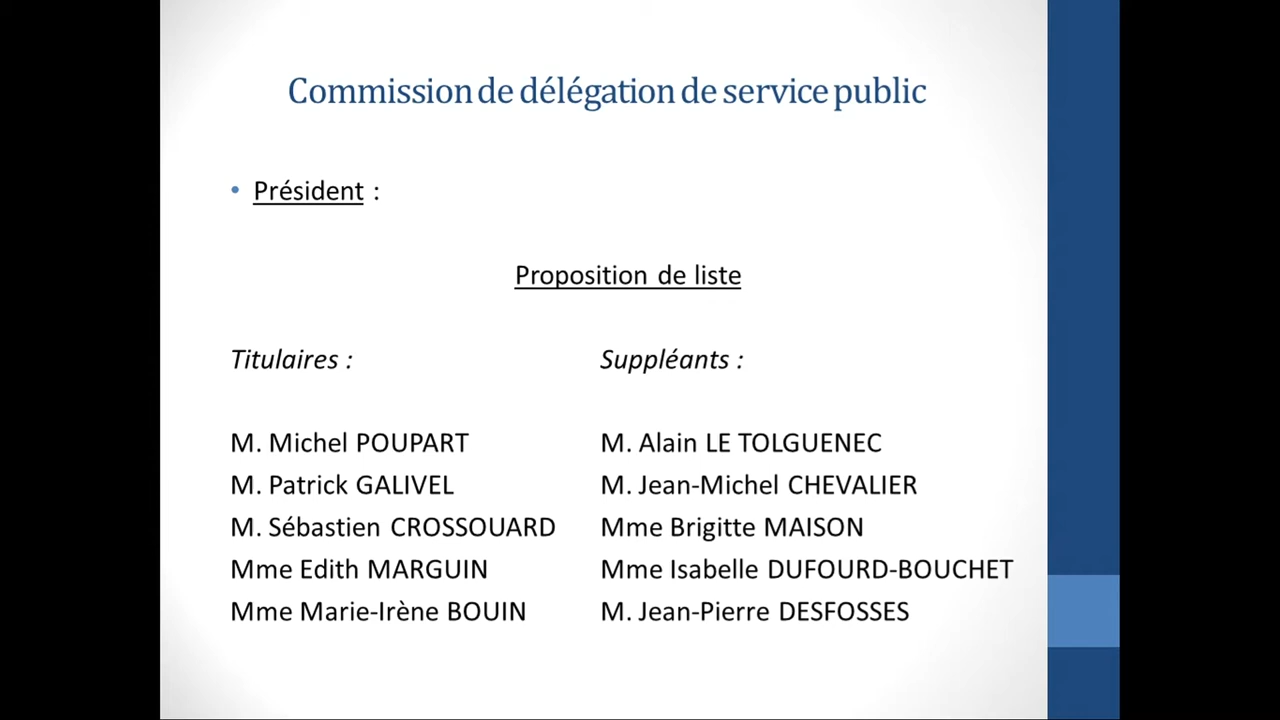 Commission de délégation de service public
• Président :
Proposition de liste
Titulaires : Suppléants :
M. Michel POUPART M. Alain LE TOLGUENEC
M. Patrick GALIVEL M. Jean-Michel CHEVALIER
M. Sébastien CROSSOUARD Mme Brigitte MAISON
Mme Edith MARGUIN Mme Isabelle DUFOURD-BOUCHET
Mme Marie-Irène BOUIN M. Jean-Pierre DESFOSSES